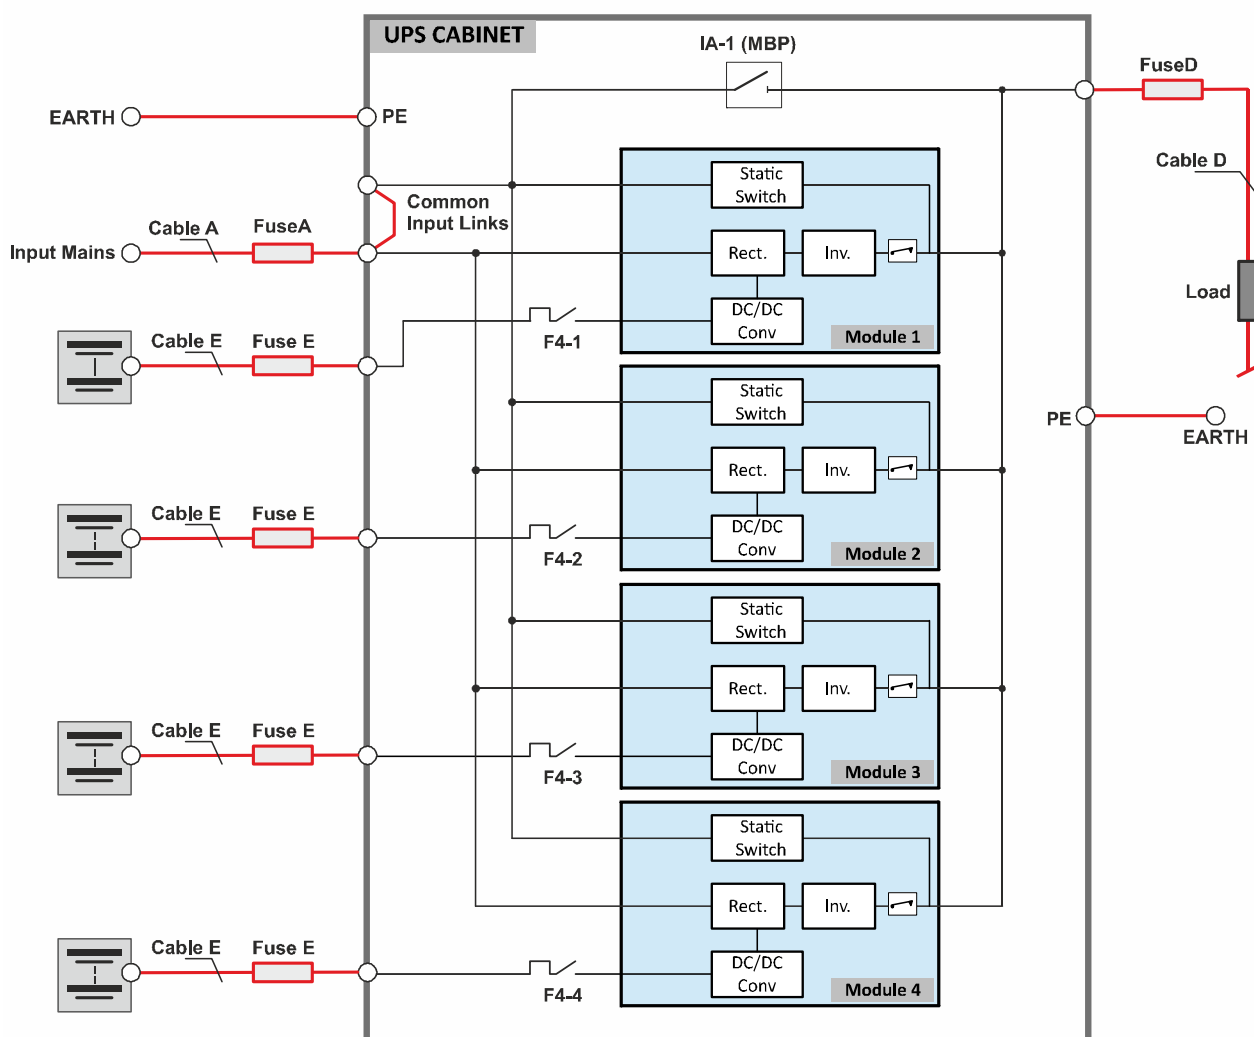 UPS CABINET
IA-1 (MBP)
FuseD
EARTH
PE
Cable D
Static
Switch
Common
Input Links
Cable A
FuseA
Input Mains
Rect.
Inv.
Load
DC/DC
Conv
Module 1
F4-1
Cable E
Fuse E
Static
Switch
PE
EARTH
Rect.
Inv.
Cable E
Fuse E
DC/DC
Conv
Module 2
F4-2
Static
Switch
Rect.
Inv.
Cable E
Fuse E
DC/DC
Conv
Module 3
F4-3
Static
Switch
Rect.
Inv.
Cable E
Fuse E
DC/DC
Conv
Module 4
F4-4